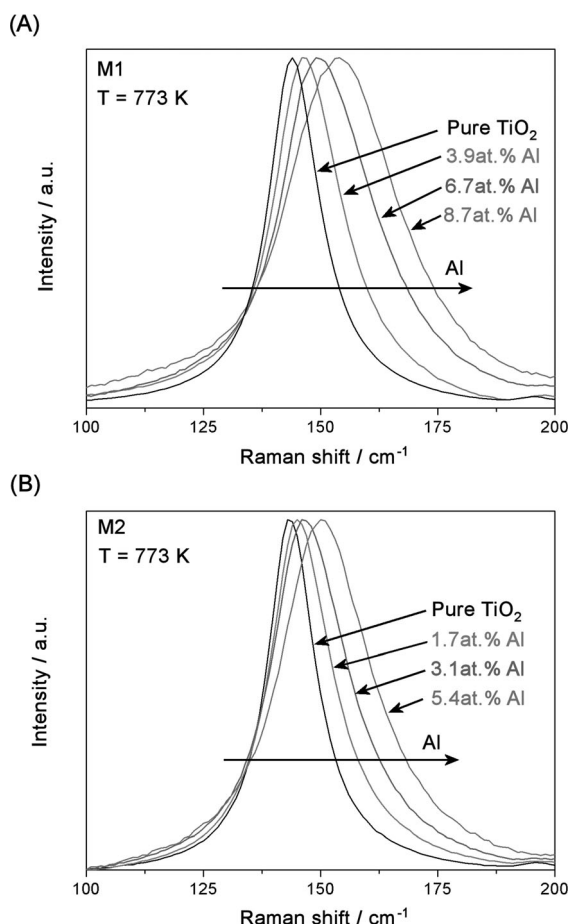 (A)
M1
T = 773 K
Pure TiO₂
3.9at.% Al
6.7at.% Al
8.7at.% Al
Al
Intensity / a.u.
100 125 150 175 200
Raman shift / cm⁻¹
(B)
M2
T = 773 K
Pure TiO₂
1.7at.% Al
3.1at.% Al
5.4at.% Al
Al
Intensity / a.u.
100 125 150 175 200
Raman shift / cm⁻¹